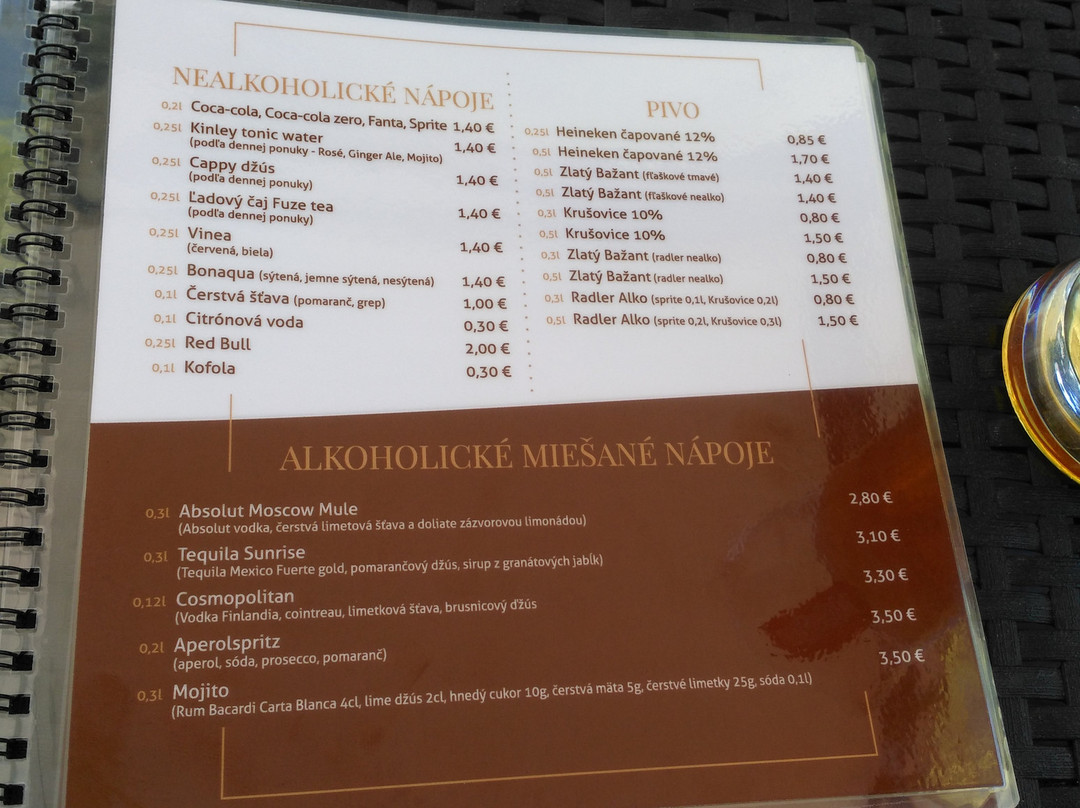 NEALKOHOLICKÉ NÁPOJE
0,2l Coca-cola, Coca-cola zero, Fanta, Sprite 1,40 €
0,25l Kinley tonic water 1,40 €
(podľa dennej ponuky - Rosé, Ginger Ale, Mojito)
0,25l Cappy džús 1,40 €
(podľa dennej ponuky)
0,25l Ľadový čaj Fuze tea 1,40 €
(podľa dennej ponuky)
0,25l Vinea 1,40 €
(červená, biela)
0,25l Bonaqua (sýtená, jemne sýtená, nesýtená) 1,40 €
0,1l Čerstvá šťava (pomaranč, grep) 1,00 €
0,1l Citrónová voda 0,30 €
0,25l Red Bull 2,00 €
0,1l Kofola 0,30 €
PIVO
0,25l Heineken čapované 12% 0,85 €
0,5l Heineken čapované 12% 1,70 €
0,5l Zlatý Bažant (fľaškové tmavé) 1,40 €
0,5l Zlatý Bažant (fľaškové nealko) 1,40 €
0,3l Krušovice 10% 0,80 €
0,5l Krušovice 10% 1,50 €
0,3l Zlatý Bažant (radler nealko) 0,80 €
0,5l Zlatý Bažant (radler nealko) 1,50 €
0,3l Radler Alko (sprite 0,1l, Krušovice 0,2l) 0,80 €
0,5l Radler Alko (sprite 0,2l, Krušovice 0,3l) 1,50 €
ALKOHOLICKÉ MIEŠANÉ NÁPOJE
0,3l Absolut Moscow Mule 2,80 €
(Absolut vodka, čerstvá limetová šťava a doliate zázvorovou limonádou)
0,3l Tequila Sunrise 3,10 €
(Tequila Mexico Fuerte gold, pomarančový džús, sirup z granátových jabĺk)
0,12l Cosmopolitan 3,30 €
(Vodka Finlandia, cointreau, limetková šťava, brusnicový ďžús
0,2l Aperolspritz 3,50 €
(aperol, sóda, prosecco, pomaranč)
0,3l Mojito 3,50 €
(Rum Bacardi Carta Blanca 4cl, lime džús 2cl, hnedý cukor 10g, čerstvá mäta 5g, čerstvé limetky 25g, sóda 0,1l)